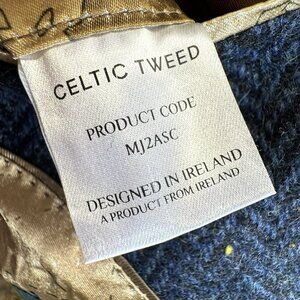 CELTIC TWEED
PRODUCT CODE
MJ2ASC
DESIGNED IN IRELAND
A PRODUCT FROM IRELAND